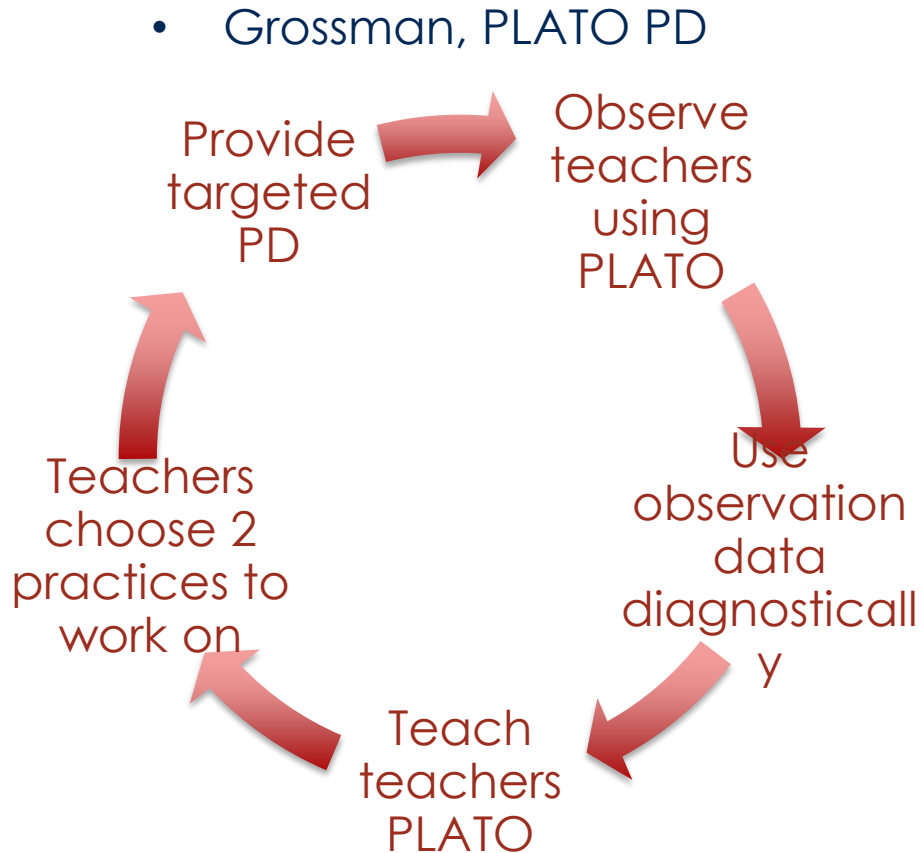 • Grossman, PLATO PD
Provide
targeted
PD
Observe
teachers
using
PLATO
Use
observation
data
diagnosticall
y
Teach
teachers
PLATO
Teachers
choose 2
practices to
work on